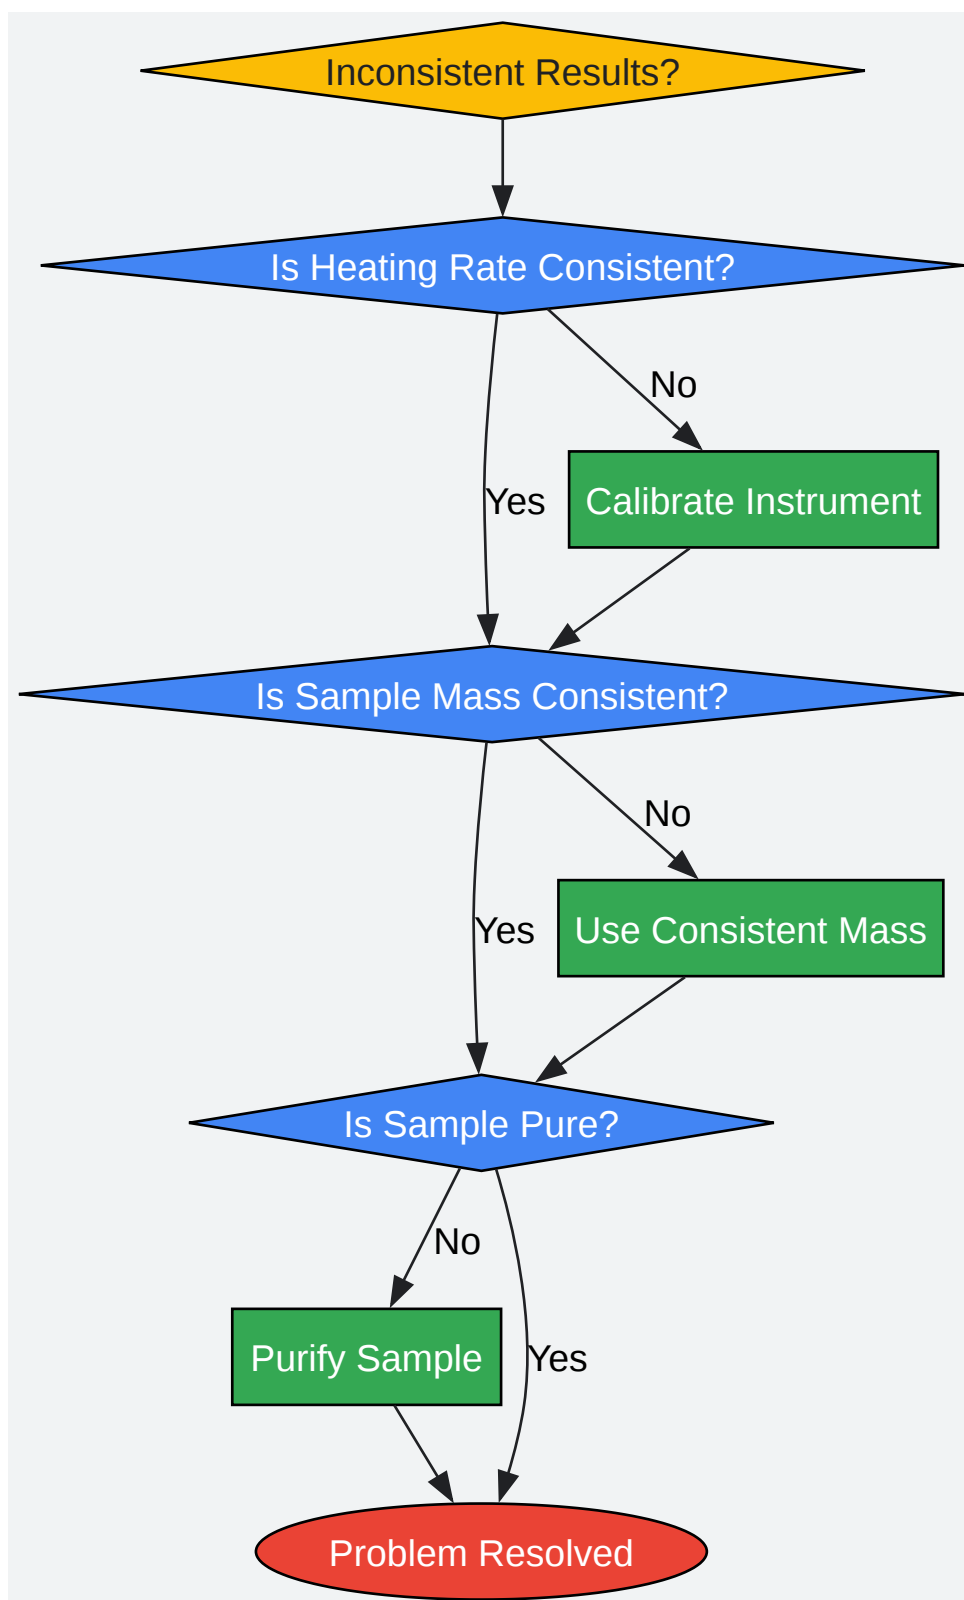 Inconsistent Results?
Is Heating Rate Consistent?
No
Yes
Calibrate Instrument
Is Sample Mass Consistent?
No
Yes
Use Consistent Mass
Is Sample Pure?
No
Purify Sample
Yes
Problem Resolved